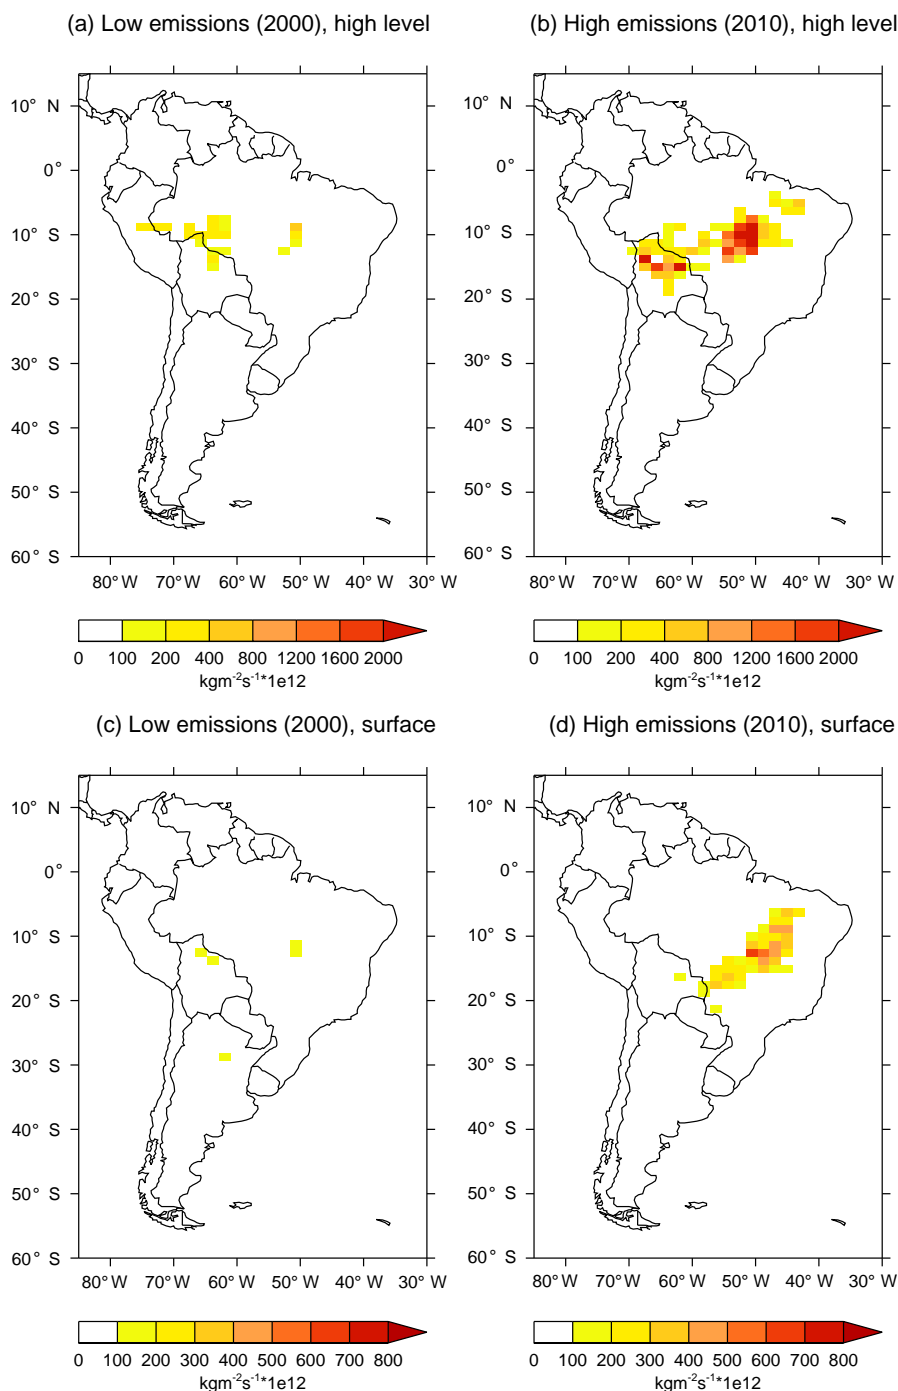 (a) Low emissions (2000), high level
(b) High emissions (2010), high level
10° N
0°
10° S
20° S
30° S
40° S
50° S
60° S
80° W 70° W 60° W 50° W 40° W 30° W
0 100 200 400 800 1200 1600 2000
kgm⁻²s⁻¹*1e12
10° N
0°
10° S
20° S
30° S
40° S
50° S
60° S
80° W 70° W 60° W 50° W 40° W 30° W
0 100 200 400 800 1200 1600 2000
kgm⁻²s⁻¹*1e12
(c) Low emissions (2000), surface
(d) High emissions (2010), surface
10° N
0°
10° S
20° S
30° S
40° S
50° S
60° S
80° W 70° W 60° W 50° W 40° W 30° W
0 100 200 300 400 500 600 700 800
kgm⁻²s⁻¹*1e12
10° N
0°
10° S
20° S
30° S
40° S
50° S
60° S
80° W 70° W 60° W 50° W 40° W 30° W
0 100 200 300 400 500 600 700 800
kgm⁻²s⁻¹*1e12